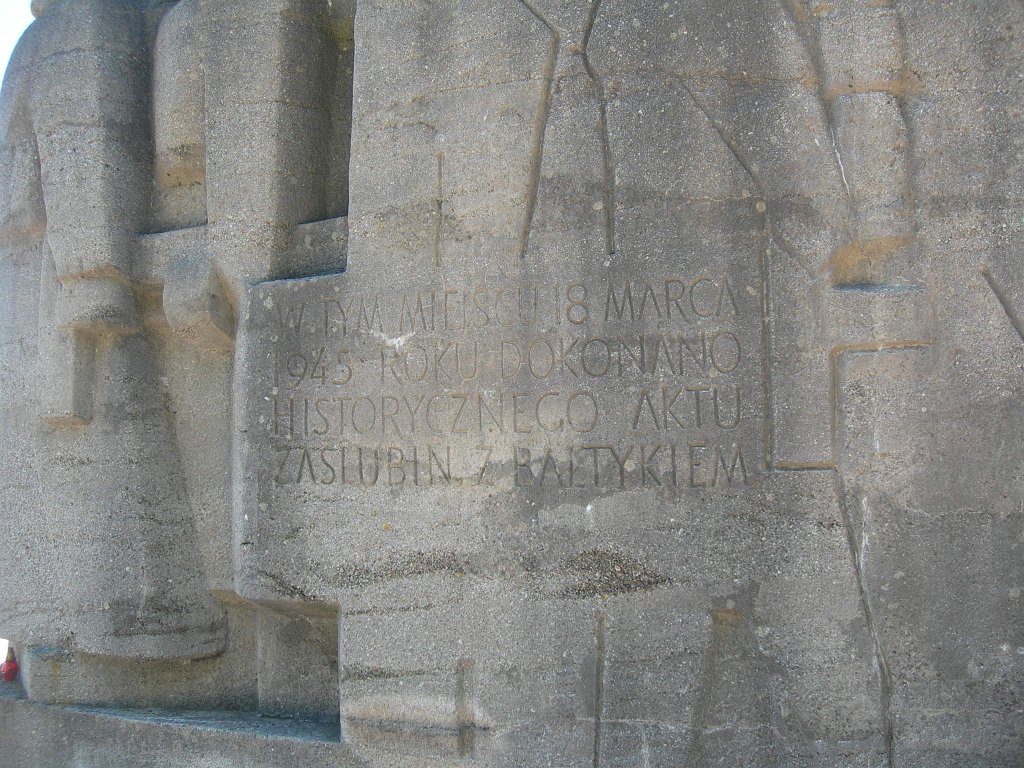 W TYM MIEJSCU 18 MARCA
1945 ROKU DOKONANO
HISTORYCZNEGO AKTU
ZAŚLUBIN Z BAŁTYKIEM